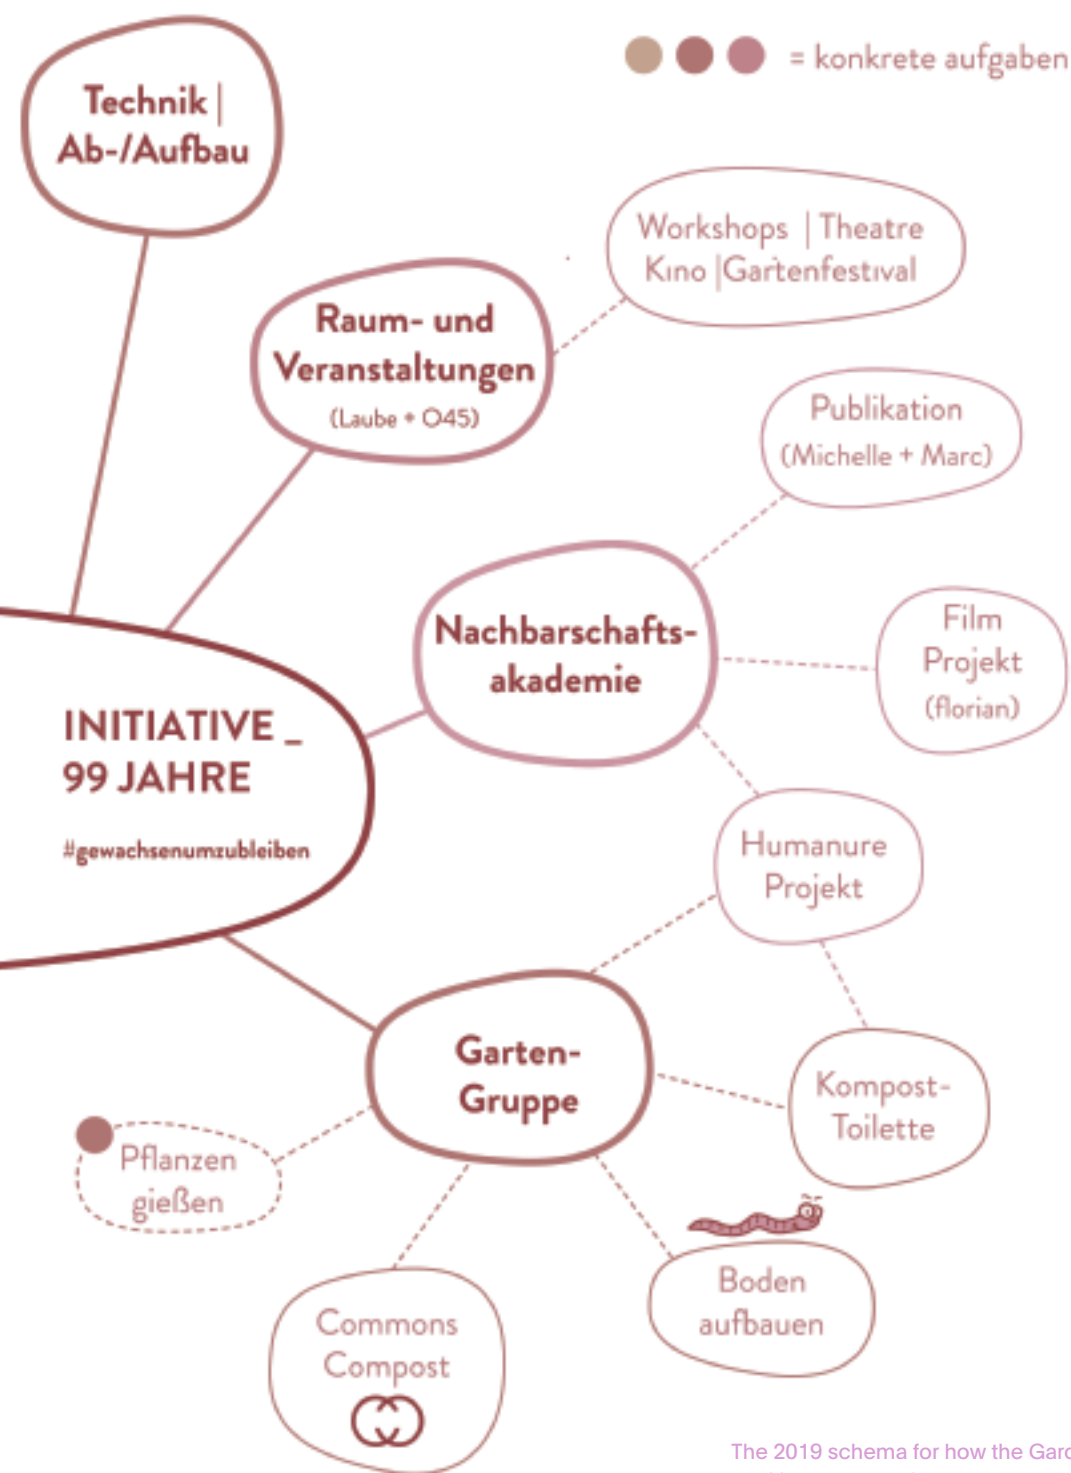 Technik |
Ab-/Aufbau
= konkrete aufgaben
Workshops | Theatre
Kino |Gartenfestival
Raum- und
Veranstaltungen
(Laube + O45)
Publikation
(Michelle + Marc)
Nachbarschafts-
akademie
Film
Projekt
(florian)
INITIATIVE _
99 JAHRE
#gewachsenumzubleiben
Humanure
Projekt
Garten-
Gruppe
Kompost-
Toilette
Pflanzen
gießen
Boden
aufbauen
Commons
Compost
The 2019 schema for how the Gard